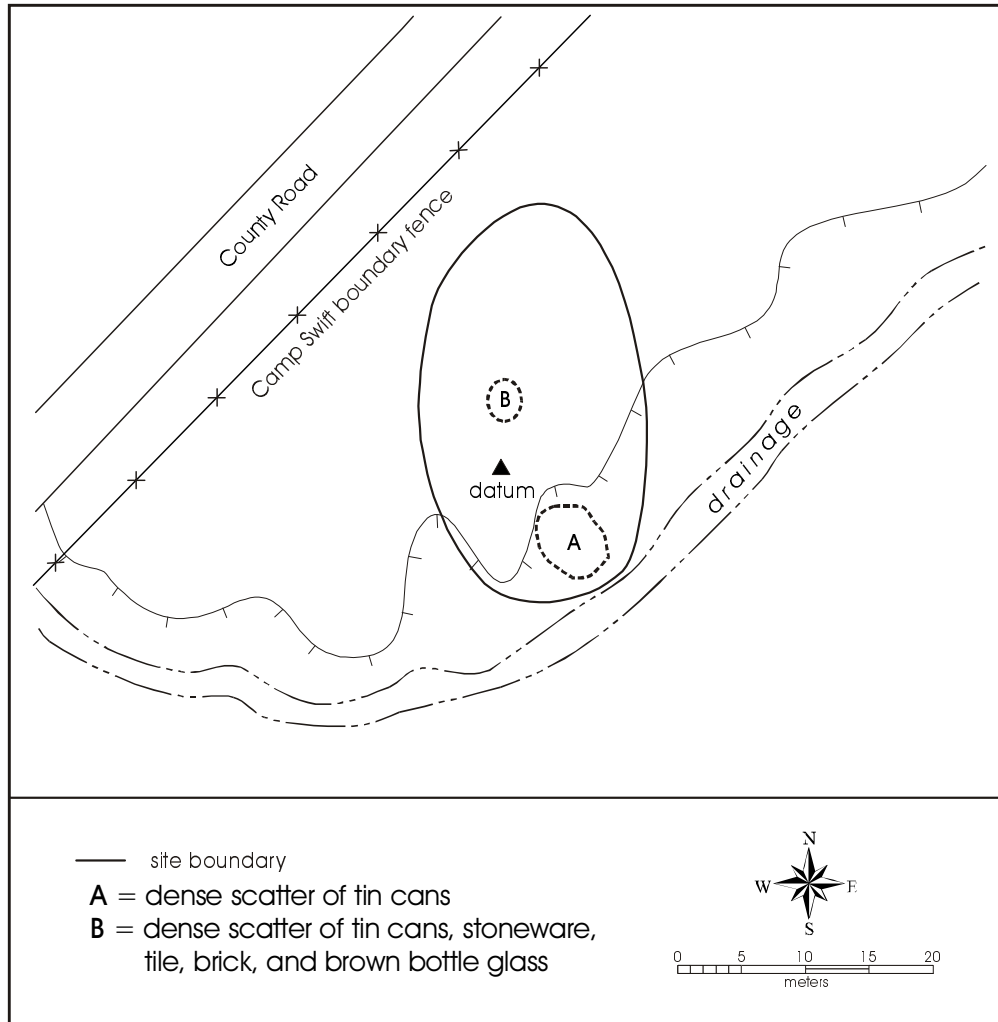 County Road
Camp Swift boundary fence
B
datum
A
drainage
site boundary
A = dense scatter of tin cans
B = dense scatter of tin cans, stoneware,
tile, brick, and brown bottle glass
N
W E
S
0 5 10 15 20
meters